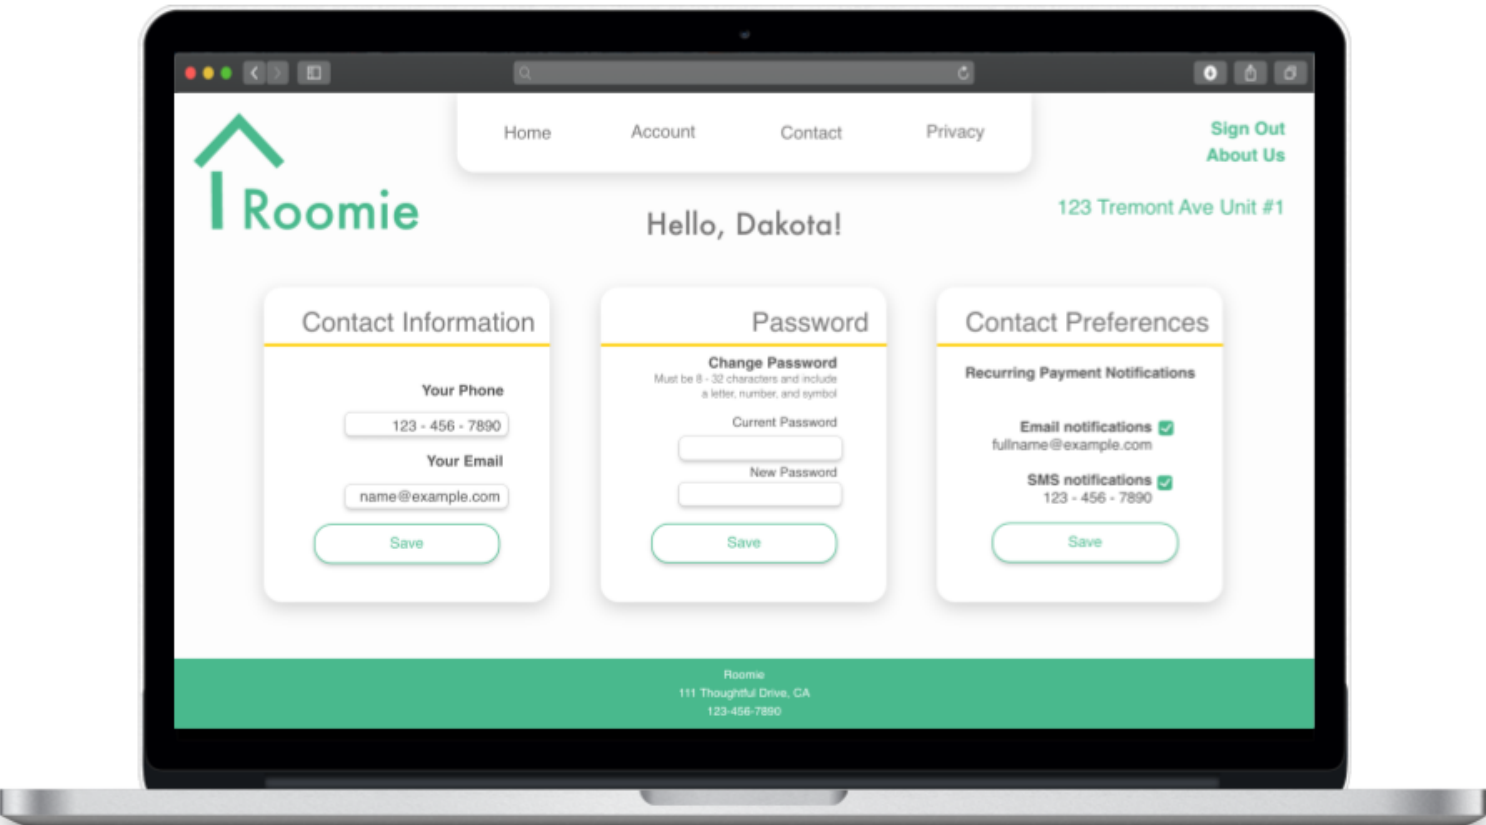 Home Account Contact Privacy
Sign Out
About Us
Roomie
123 Tremont Ave Unit #1
Hello, Dakota!
Contact Information
Your Phone
123 - 456 - 7890
Your Email
name@example.com
Save
Password
Change Password
Must be 8 - 32 characters and include
a letter, number, and symbol
Current Password
New Password
Save
Contact Preferences
Recurring Payment Notifications
Email notifications
fullname@example.com
SMS notifications
123 - 456 - 7890
Save
Roomie
111 Thoughtful Drive, CA
123-456-7890